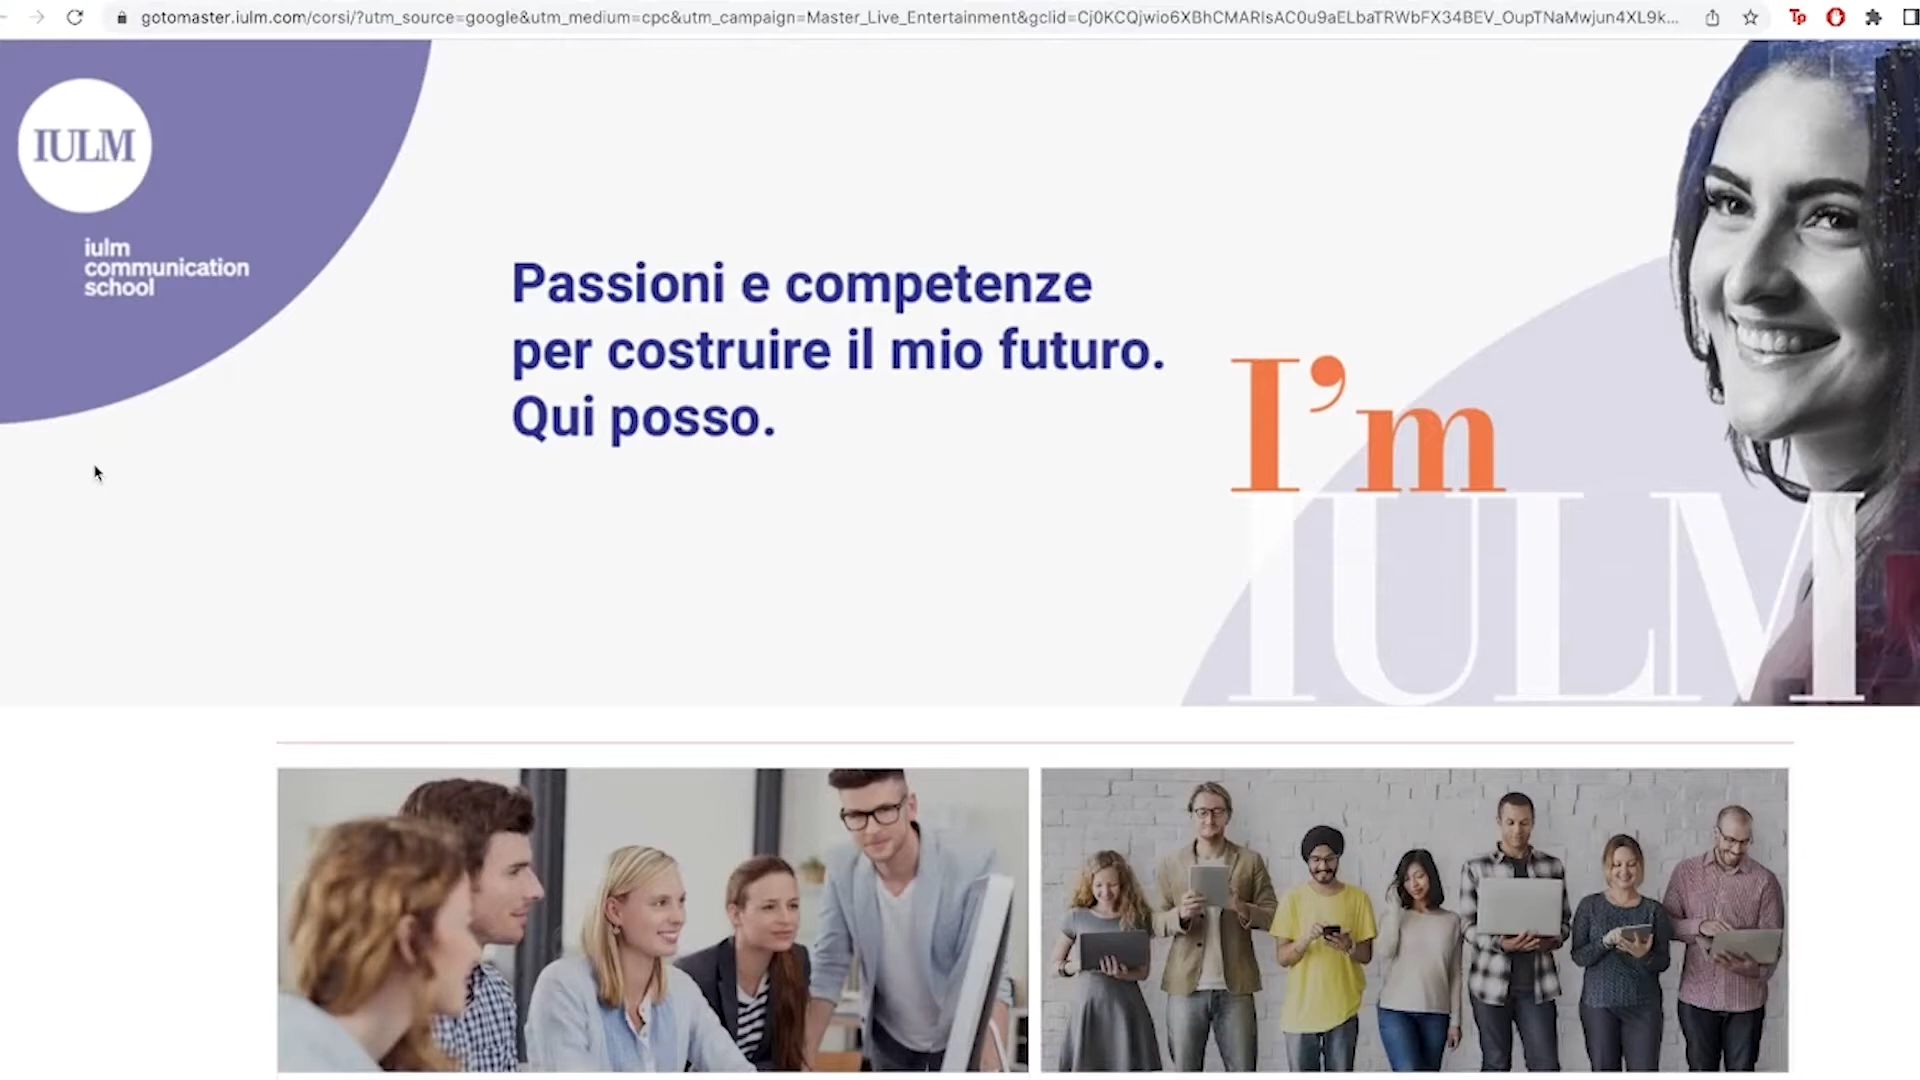 gotomaster.iulm.com/corsi/?utm_source=google&utm_medium=cpc&utm_campaign=Master_Live_Entertainment&gclid=Cj0KCQjwio6XBhCMARIsAC0u9aELbaTRWbFX34BEV_OupTNaMwjun4XL9k...
Tp
IULM
iulm
communication
school
Passioni e competenze
per costruire il mio futuro.
Qui posso.
I'm
IULM